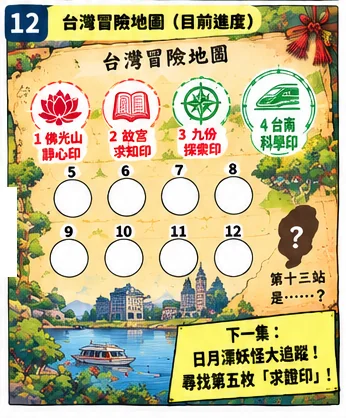 12
台灣冒險地圖（目前進度）
台灣冒險地圖
1 佛光山
靜心印
2 故宮
求知印
3 九份
探索印
4 台南
科學印
5 6 7 8
9 10 11 12
?
第十三站
是……？
下一集：
日月潭妖怪大追蹤！
尋找第五枚「求證印」！